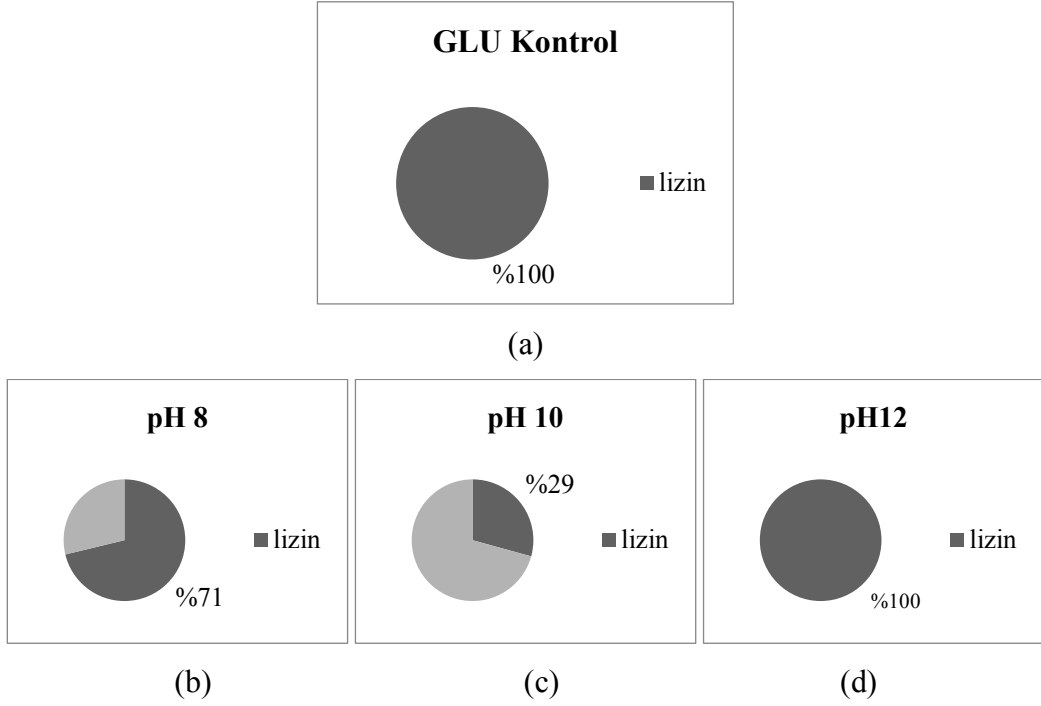 GLU Kontrol
lizin
%100
(a)
pH 8
lizin
%71
(b)
pH 10
%29
lizin
(c)
pH12
lizin
%100
(d)